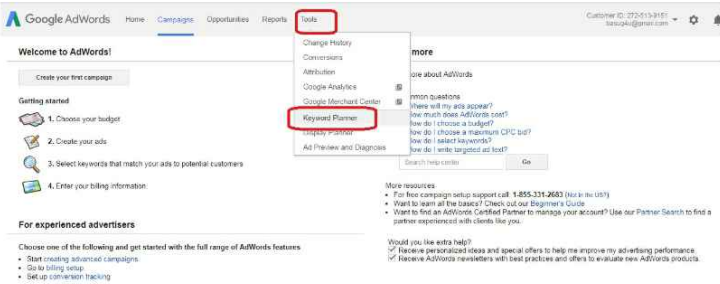 Google AdWords Home Campaigns Opportunities Reports Tools
Customer ID: 272-513-9151
Welcome to AdWords!
Create your first campaign
Getting started
1. Choose your budget
2. Create your ads
3. Select keywords that match your ads to potential customers
4. Enter your billing information
For experienced advertisers
Choose one of the following and get started with the full range of AdWords features
Start creating advanced campaigns
Go to billing setup
Set up conversion tracking
Change History
Conversions
Attribution
Google Analytics
Google Merchant Center
Keyword Planner
Display Planner
Ad Preview and Diagnosis
more
ore about AdWords
mmon questions
Where will my ads appear?
How much does AdWords cost?
How do I choose a budget?
How do I choose a maximum CPC bid?
How do I select keywords?
How do I write targeted ad text?
Search help center Go
More resources
For free campaign setup support call: 1-855-331-2683 (Not in the US?)
Want to learn all the basics? Check out our Beginner's Guide
Want to find an AdWords Certified Partner to manage your account? Use our Partner Search to find a
partner experienced with clients like you.
Would you like extra help?
Receive personalized ideas and special offers to help me improve my advertising performance.
Receive AdWords newsletters with best practices and offers to evaluate new AdWords products.